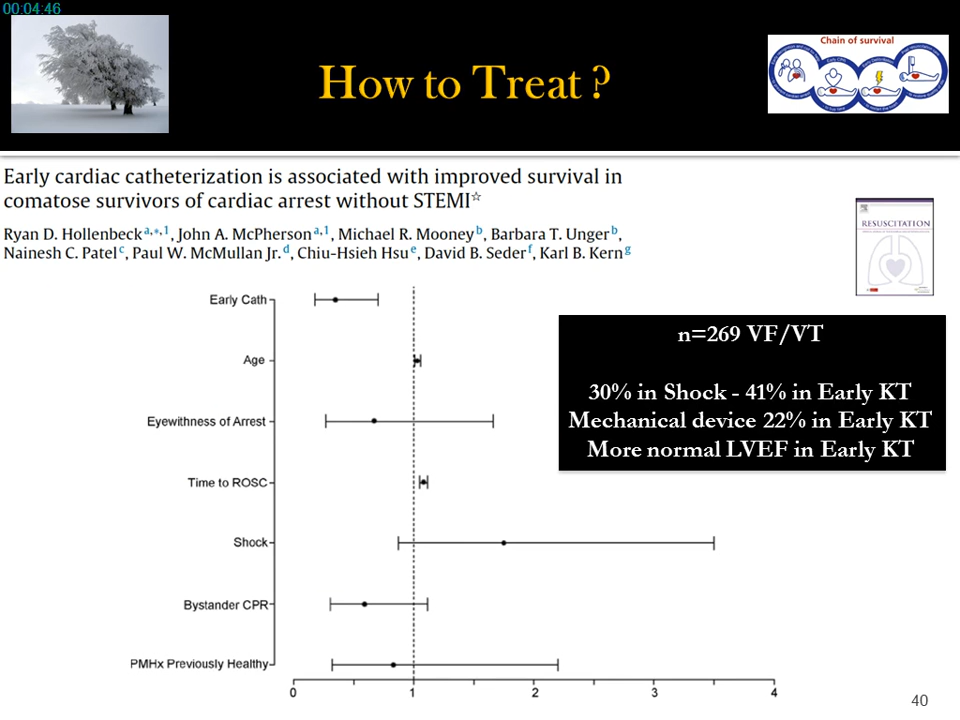 00:04:46
How to Treat ?
Chain of survival
Early cardiac catheterization is associated with improved survival in
comatose survivors of cardiac arrest without STEMI☆
Ryan D. Hollenbeck a,*,1, John A. McPherson a,1, Michael R. Mooney b, Barbara T. Unger b,
Nainesh C. Patel c, Paul W. McMullan Jr. d, Chiu-Hsieh Hsu e, David B. Seder f, Karl B. Kern g
RESUSCITATION
n=269 VF/VT
30% in Shock - 41% in Early KT
Mechanical device 22% in Early KT
More normal LVEF in Early KT
Early Cath
Age
Eyewithness of Arrest
Time to ROSC
Shock
Bystander CPR
PMHx Previously Healthy
0 1 2 3 4
40